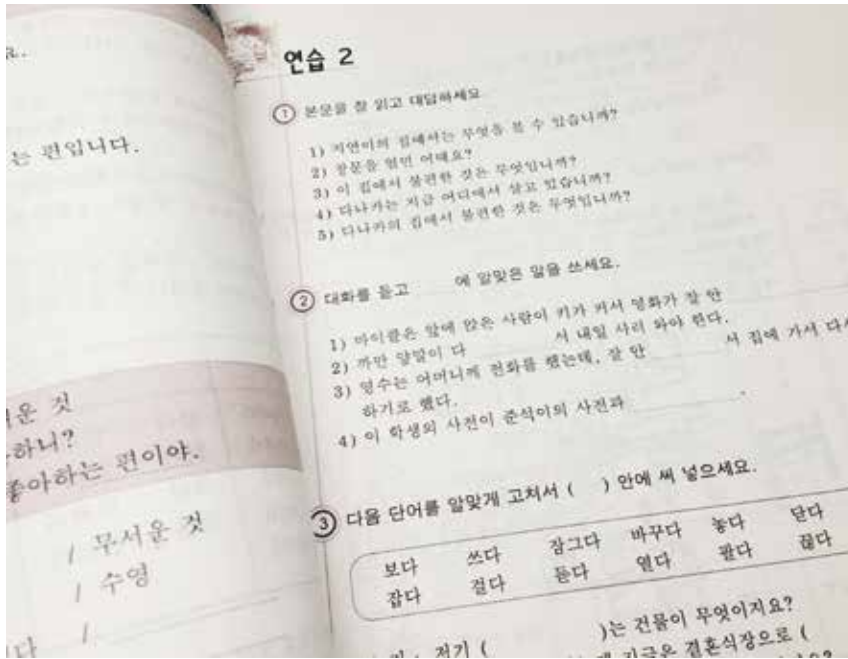 는 편입니다.
운 것
하니?
좋아하는 편이야.
/ 무서운 것
/ 수영
/
연습 2
① 본문을 잘 읽고 대답하세요
1) 지연이의 집에서는 무엇을 볼 수 있습니까?
2) 창문을 열면 어때요?
3) 이 집에서 불편한 것은 무엇입니까?
4) 다나카는 지금 어디에서 살고 있습니까?
5) 다나카의 집에서 불편한 것은 무엇입니까?
② 대화를 듣고 에 알맞은 말을 쓰세요.
1) 마이클은 앞에 앉은 사람이 키가 커서 영화가 잘 안
2) 까만 양말이 다 서 내일 사러 와야 한다.
3) 영수는 어머니께 전화를 했는데, 잘 안 서 집에 가서 다시
하기로 했다.
4) 이 학생의 사전이 준석이의 사전과 .
③ 다음 단어를 알맞게 고쳐서 ( ) 안에 써 넣으세요.
보다 쓰다 잠그다 바꾸다 놓다 닫다
잡다 걸다 듣다 열다 팔다 끊다
저기 ( )는 건물이 무엇이지요?
지금은 결혼식장으로 (